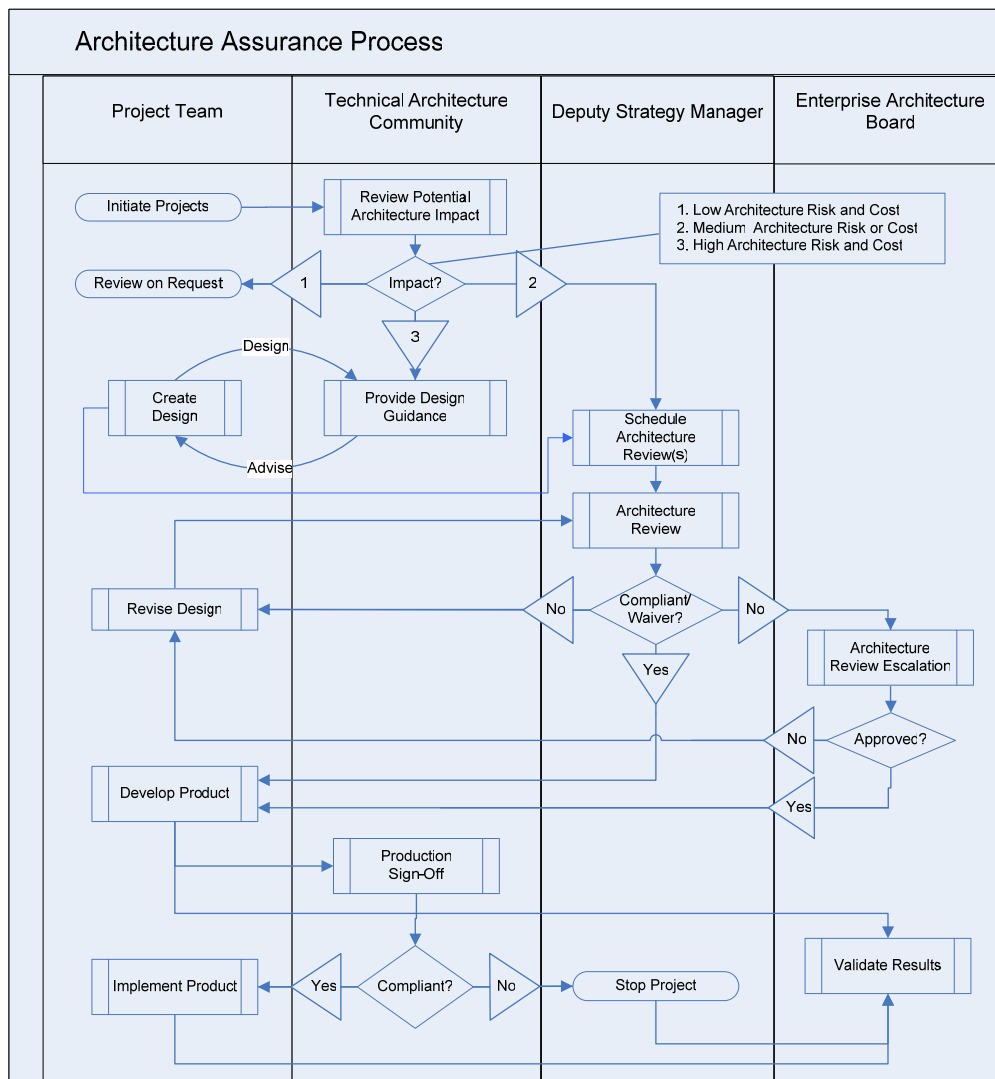 Architecture Assurance Process
Project Team
Technical Architecture
Community
Deputy Strategy Manager
Enterprise Architecture
Board
Initiate Projects
Review Potential
Architecture Impact
1. Low Architecture Risk and Cost
2. Medium Architecture Risk or Cost
3. High Architecture Risk and Cost
Review on Request
1
Impact?
2
3
Design
Create
Design
Provide Design
Guidance
Advise
Schedule
Architecture
Review(s)
Architecture
Review
Revise Design
No
Compliant/
Waiver?
No
Yes
Architecture
Review Escalation
No
Approved?
Develop Product
Yes
Production
Sign-Off
Implement Product
Yes
Compliant?
No
Stop Project
Validate Results